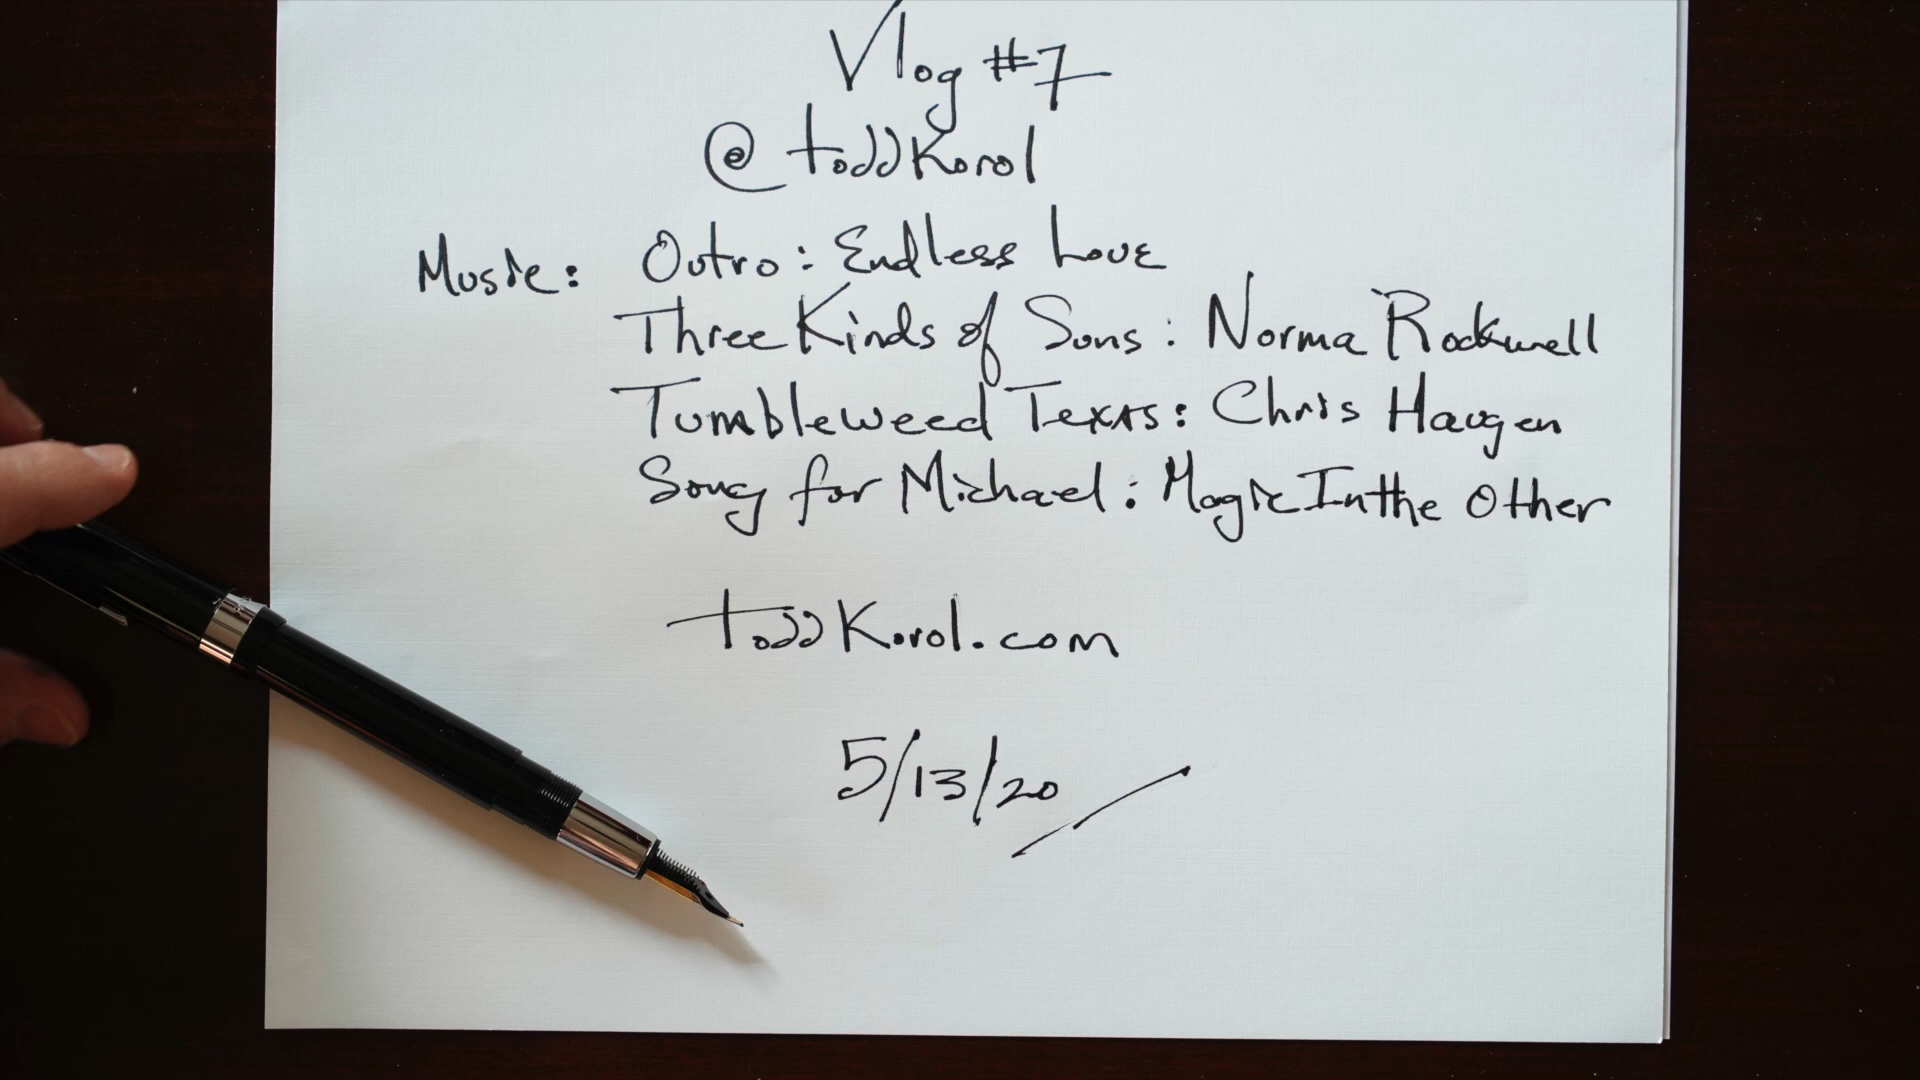 Vlog #7
@toddKorol
Music: Outro: Endless Love
Three Kinds of Suns: Norma Rockwell
Tumbleweed Texas: Chris Haugen
Song for Michael: Magic In the Other
toddKorol.com
5/13/20